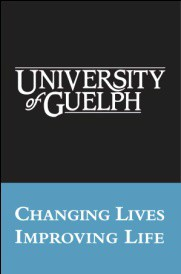 UNIVERSITY
of GUELPH
CHANGING LIVES
IMPROVING LIFE